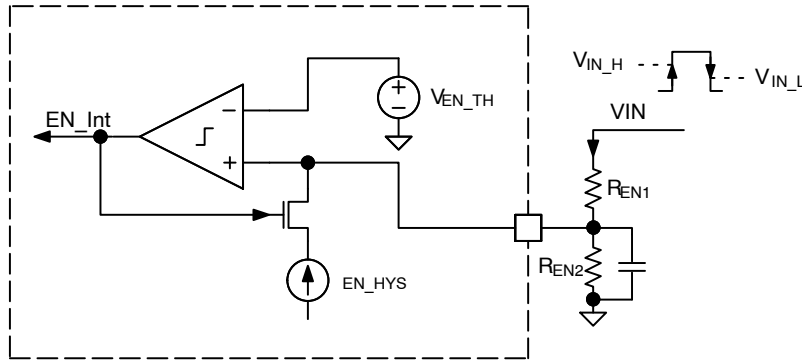 V_IN_H
V_IN_L
EN_Int
V_EN_TH
VIN
R_EN1
R_EN2
EN_HYS